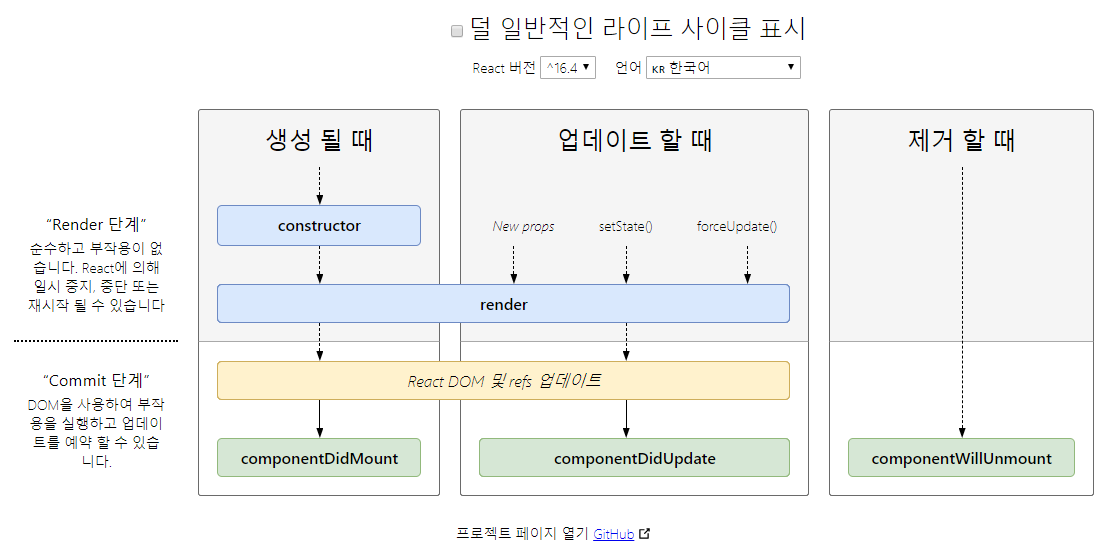 덜 일반적인 라이프 사이클 표시
React 버전 ^16.4 언어 KR 한국어
생성 될 때
업데이트 할 때
제거 할 때
“Render 단계”
순수하고 부작용이 없
습니다. React에 의해
일시 중지, 중단 또는
재시작 될 수 있습니다
constructor
New props
setState()
forceUpdate()
render
“Commit 단계”
DOM을 사용하여 부작
용을 실행하고 업데이
트를 예약 할 수 있습
니다.
React DOM 및 refs 업데이트
componentDidMount
componentDidUpdate
componentWillUnmount
프로젝트 페이지 열기 GitHub